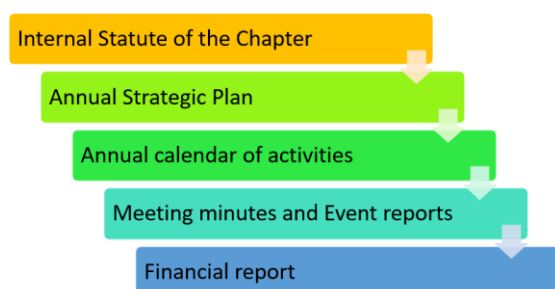 Internal Statute of the Chapter
Annual Strategic Plan
Annual calendar of activities
Meeting minutes and Event reports
Financial report